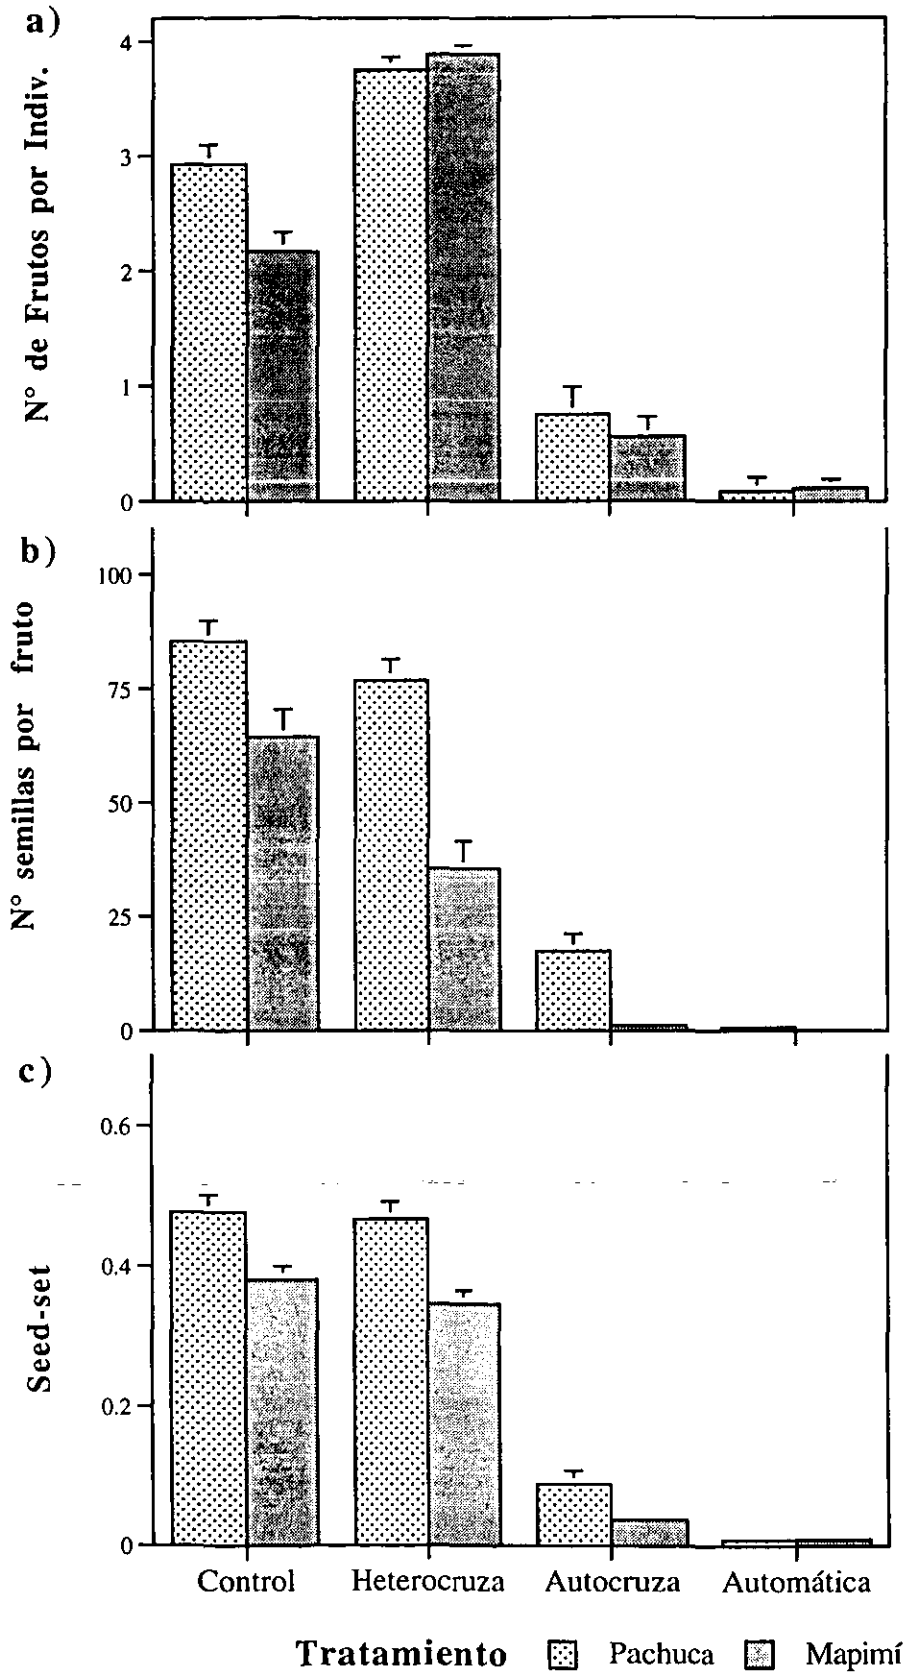 a)
N° de Frutos por Indiv.
4
3
2
1
0
b)
N° semillas por fruto
100
75
50
25
0
c)
Seed-set
0.6
0.4
0.2
0
Control Heterocruza Autocruza Automática
Tratamiento Pachuca Mapimí